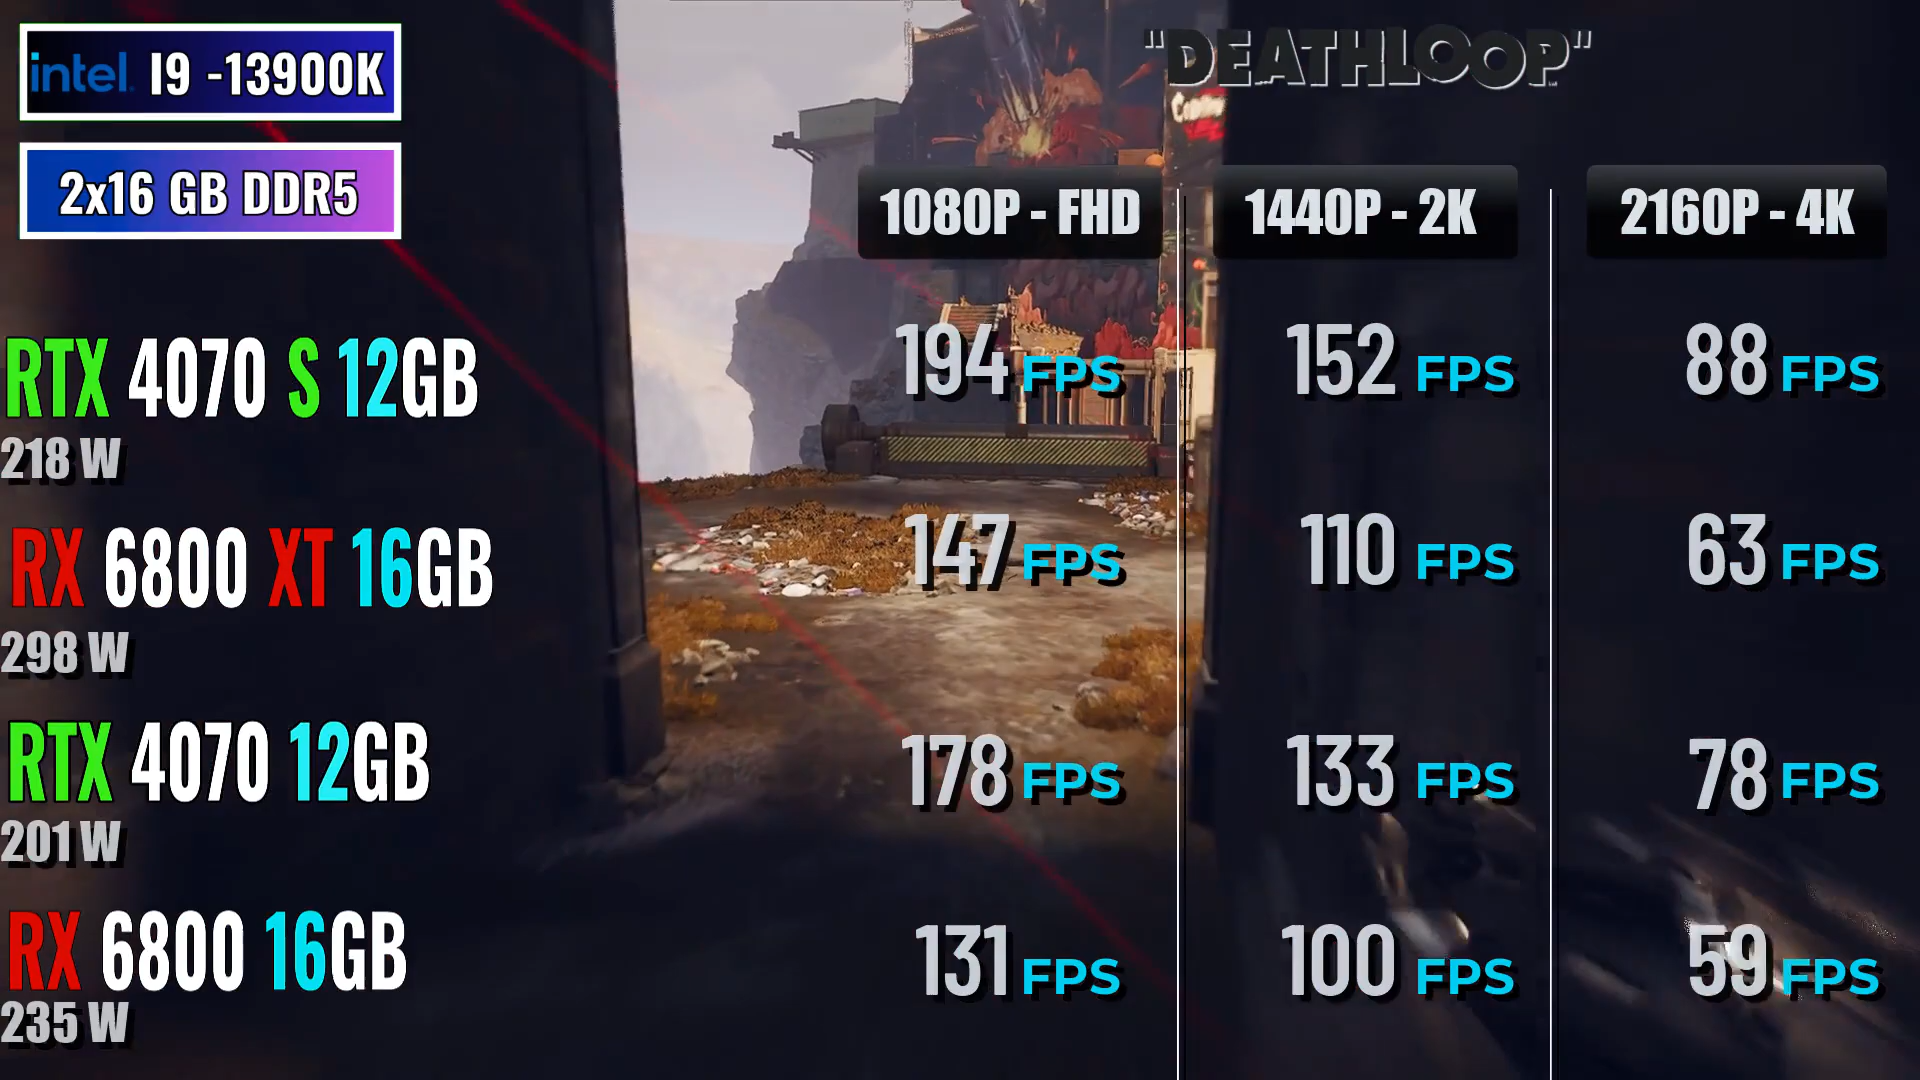 intel. I9 -13900K
"DEATHLOOP"
2x16 GB DDR5
1080P - FHD
1440P - 2K
2160P - 4K
RTX 4070 S 12GB
194 FPS
152 FPS
88 FPS
218 W
RX 6800 XT 16GB
147 FPS
110 FPS
63 FPS
298 W
RTX 4070 12GB
178 FPS
133 FPS
78 FPS
201 W
RX 6800 16GB
131 FPS
100 FPS
59 FPS
235 W